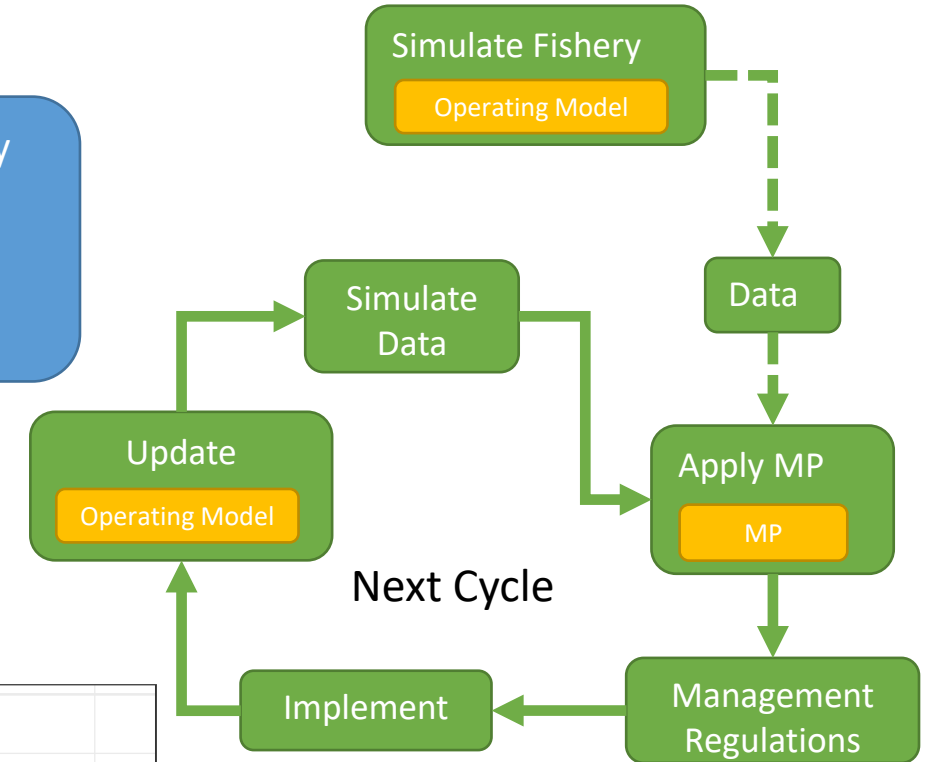 Simulate Fishery
Operating Model
Data
Simulate
Data
Update
Operating Model
Apply MP
MP
Next Cycle
Implement
Management
Regulations